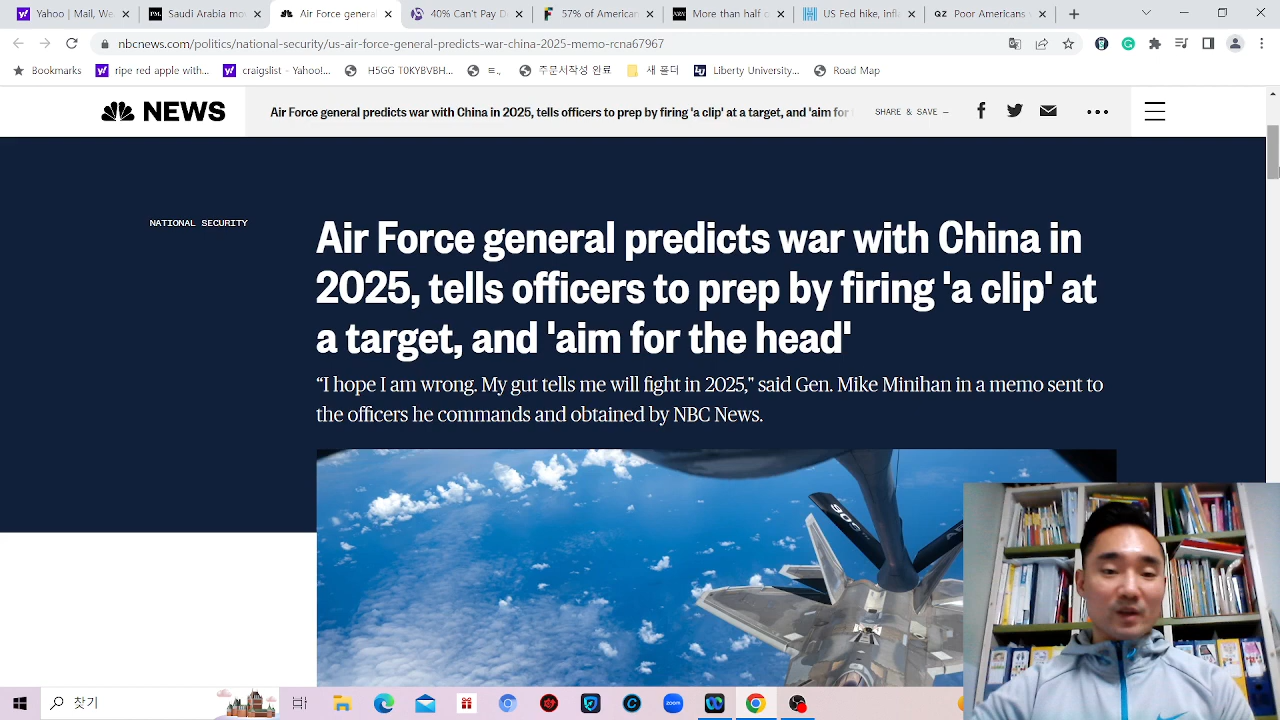 Yahoo | Mail, We
Saudi Arabia mov
Air Force general
40% Can't Pay D
57% of American
More than half o
US Fed hike, infla
Poor Americans
nbcnews.com/politics/national-security/us-air-force-general-predicts-war-china-2025-memo-rcna67967
Bookmarks
ripe red apple with...
craigslist - Yahoo...
H5GG T0KYBVBH...
ㅌ.,
주문서작성 완료
새 폴더
Liberty University...
Road Map
NEWS
Air Force general predicts war with China in 2025, tells officers to prep by firing 'a clip' at a target, and 'aim for
SHARE & SAVE —
NATIONAL SECURITY
Air Force general predicts war with China in
2025, tells officers to prep by firing 'a clip' at
a target, and 'aim for the head'
“I hope I am wrong. My gut tells me will fight in 2025,” said Gen. Mike Minihan in a memo sent to
the officers he commands and obtained by NBC News.
찾기
zoom